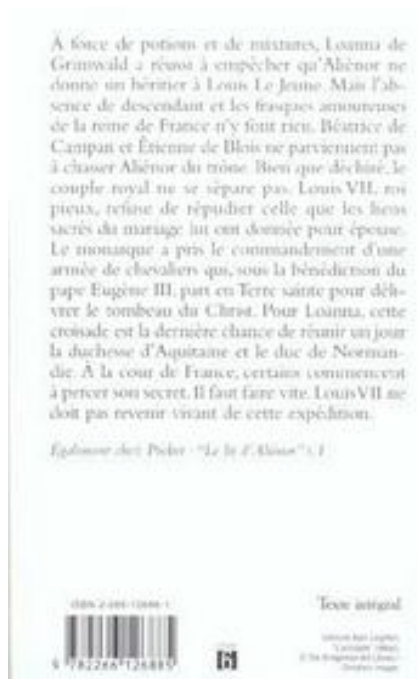 À force de potions et de mixtures, Loanna de
Grimwald a réussi à empêcher qu'Aliénor ne
donne un héritier à Louis Le Jeune. Mais l'ab-
sence de descendant et les frasques amoureuses
de la reine de France n'y font rien. Béatrice de
Campan et Étienne de Blois ne parviennent pas
à chasser Aliénor du trône. Bien que déchiré, le
couple royal ne se sépare pas. Louis VII, roi
pieux, refuse de répudier celle que les liens
sacrés du mariage lui ont donnée pour épouse.
Le monarque a pris le commandement d'une
armée de chevaliers qui, sous la bénédiction du
pape Eugène III, part en Terre sainte pour déli-
vrer le tombeau du Christ. Pour Loanna, cette
croisade est la dernière chance de réunir un jour
la duchesse d'Aquitaine et le duc de Norman-
die. À la cour de France, certains commencent
à percer son secret. Il faut faire vite. Louis VII ne
doit pas revenir vivant de cette expédition.
Également chez Pocket : "Le lit d'Aliénor" t. 1
Texte intégral
ISBN
9 782266 126885